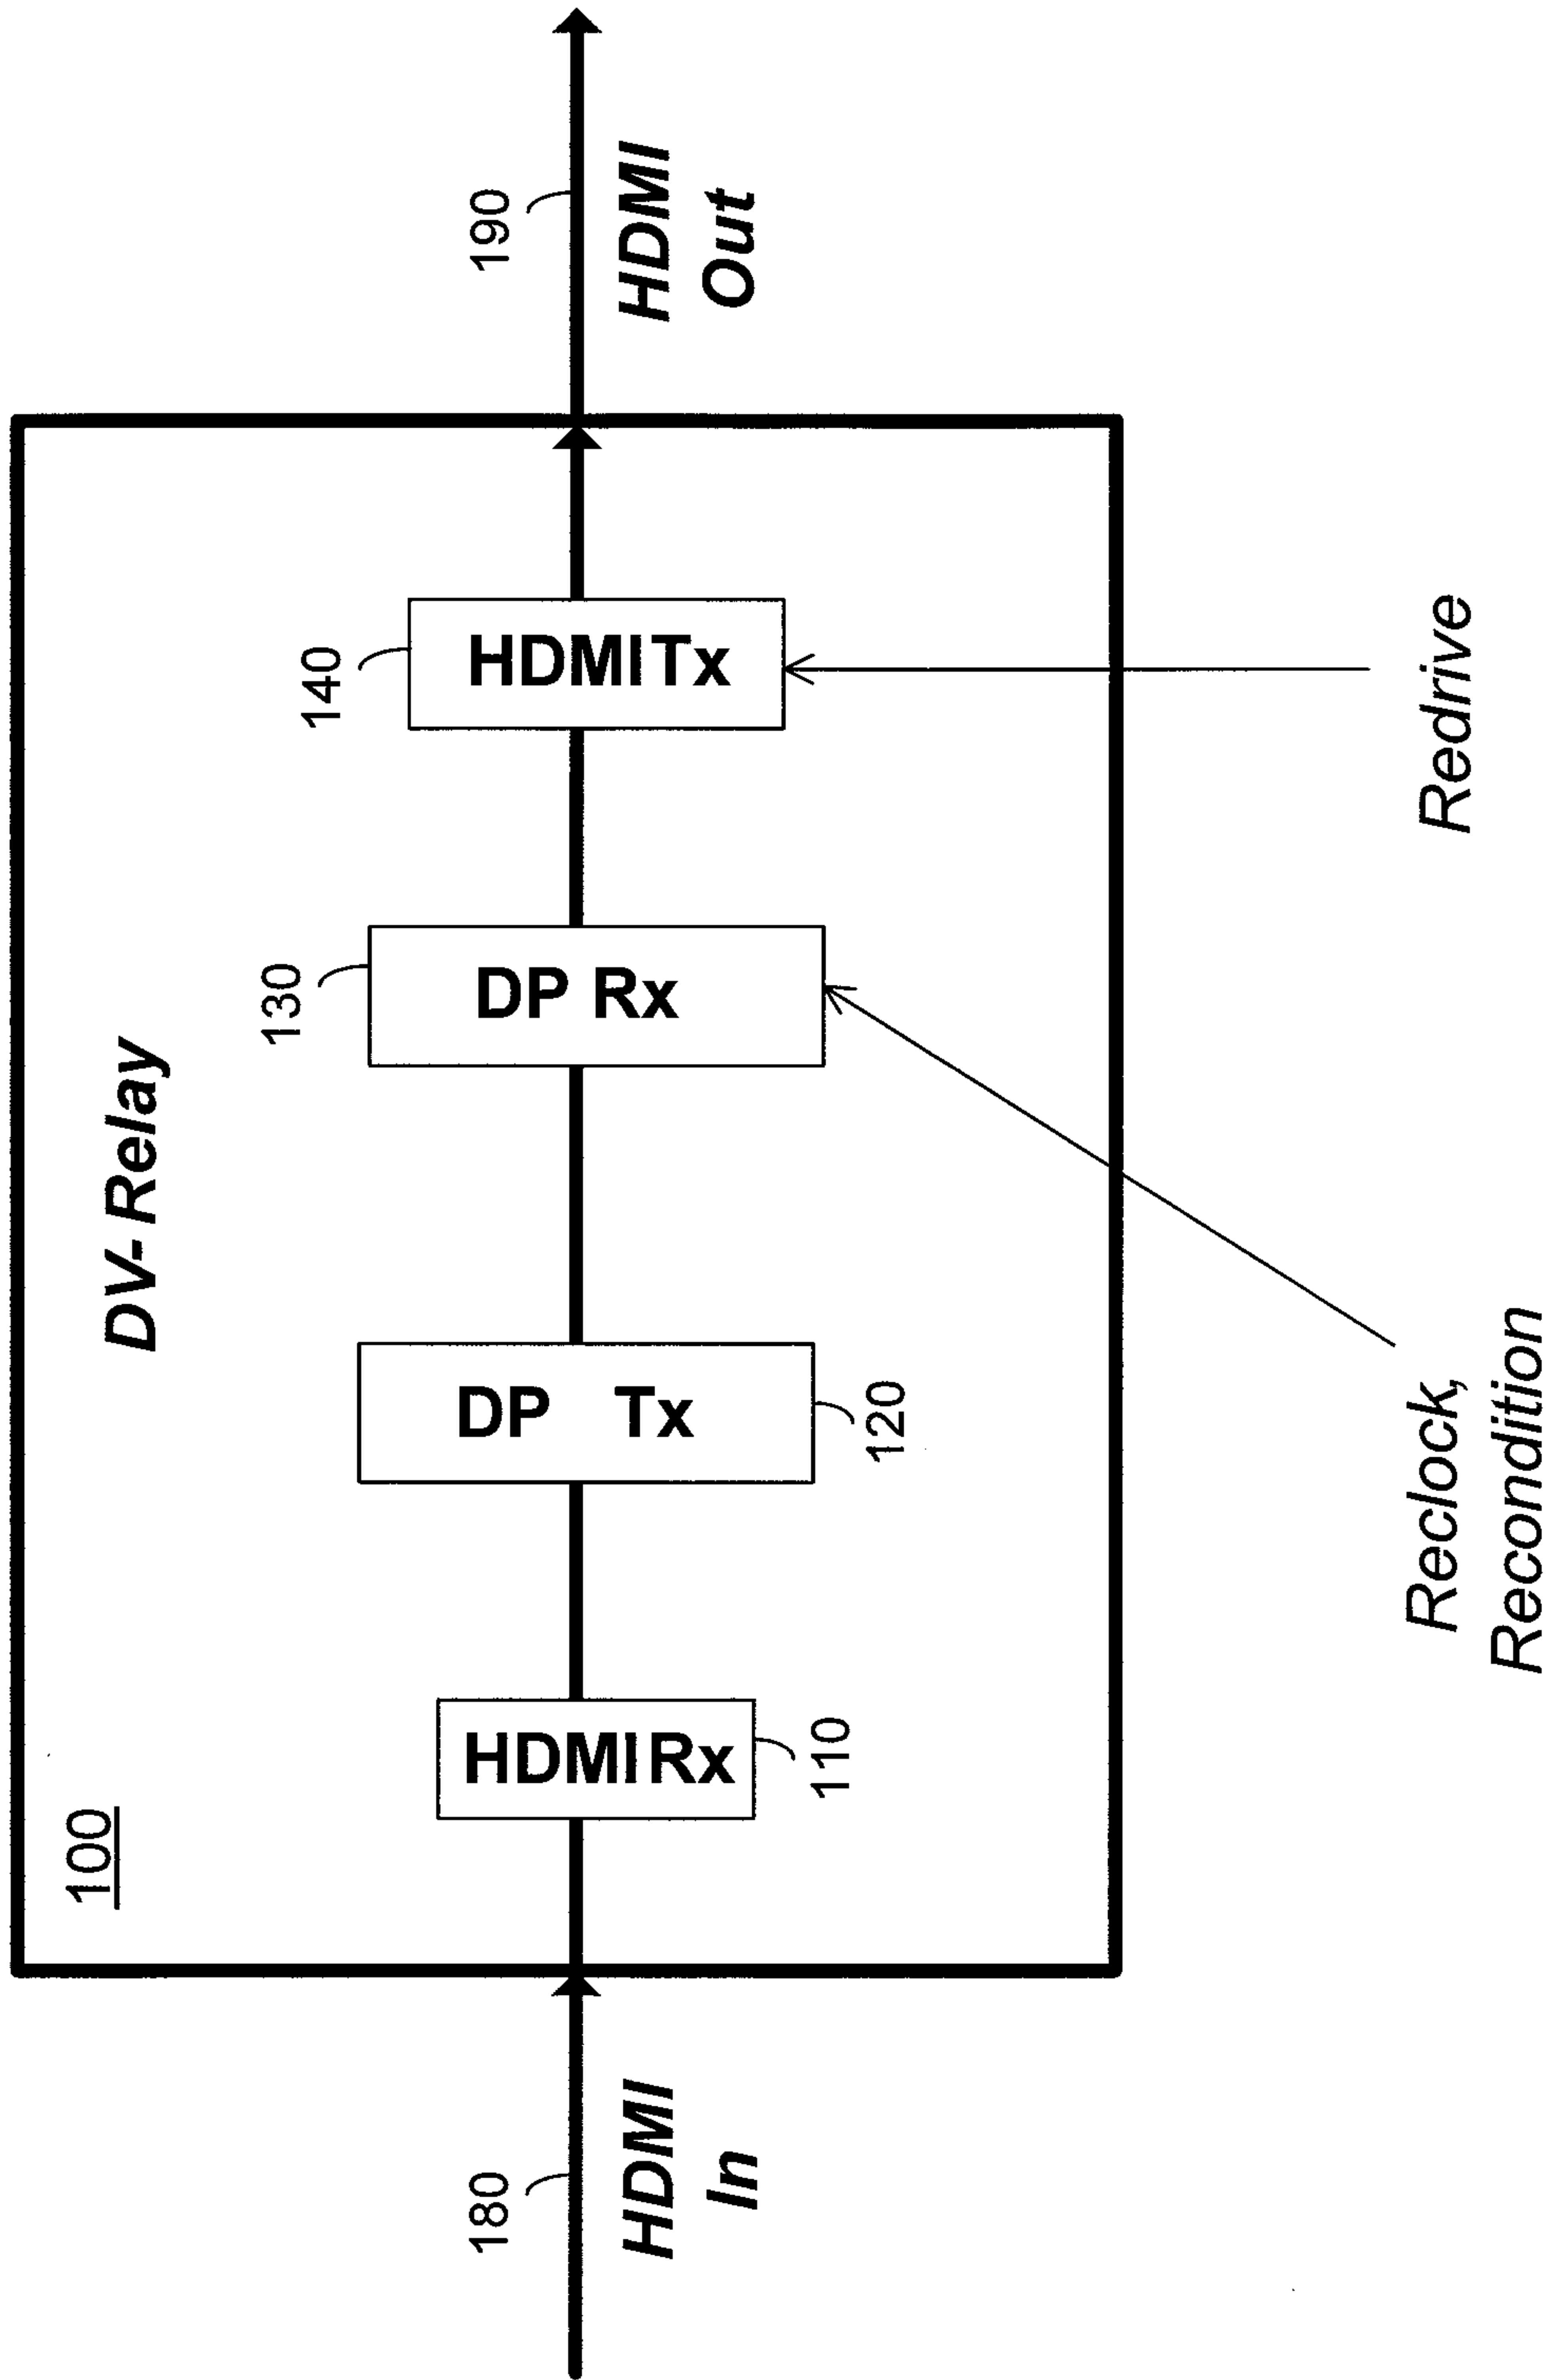 100
DV-Relay
180
HDMI
In
HDMI Rx
110
DP Tx
120
130
DP Rx
140
HDMI Tx
190
HDMI
Out
Reclock,
Recondition
Redrive